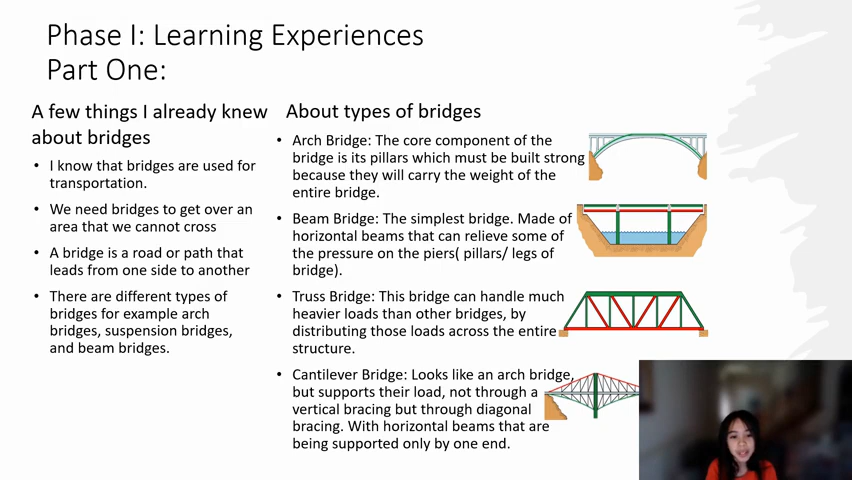 Phase I: Learning Experiences
Part One:
A few things I already knew
about bridges
• I know that bridges are used for
transportation.
• We need bridges to get over an
area that we cannot cross
• A bridge is a road or path that
leads from one side to another
• There are different types of
bridges for example arch
bridges, suspension bridges,
and beam bridges.
About types of bridges
• Arch Bridge: The core component of the
bridge is its pillars which must be built strong
because they will carry the weight of the
entire bridge.
• Beam Bridge: The simplest bridge. Made of
horizontal beams that can relieve some of
the pressure on the piers( pillars/ legs of
bridge).
• Truss Bridge: This bridge can handle much
heavier loads than other bridges, by
distributing those loads across the entire
structure.
• Cantilever Bridge: Looks like an arch bridge,
but supports their load, not through a
vertical bracing but through diagonal
bracing. With horizontal beams that are
being supported only by one end.